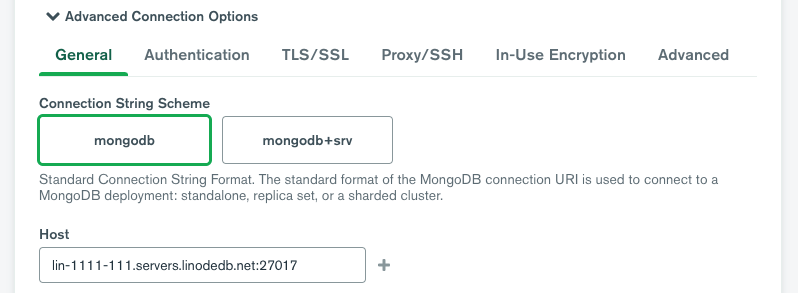 Advanced Connection Options
General Authentication TLS/SSL Proxy/SSH In-Use Encryption Advanced
Connection String Scheme
mongodb mongodb+srv
Standard Connection String Format. The standard format of the MongoDB connection URI is used to connect to a
MongoDB deployment: standalone, replica set, or a sharded cluster.
Host
lin-1111-111.servers.linodedb.net:27017